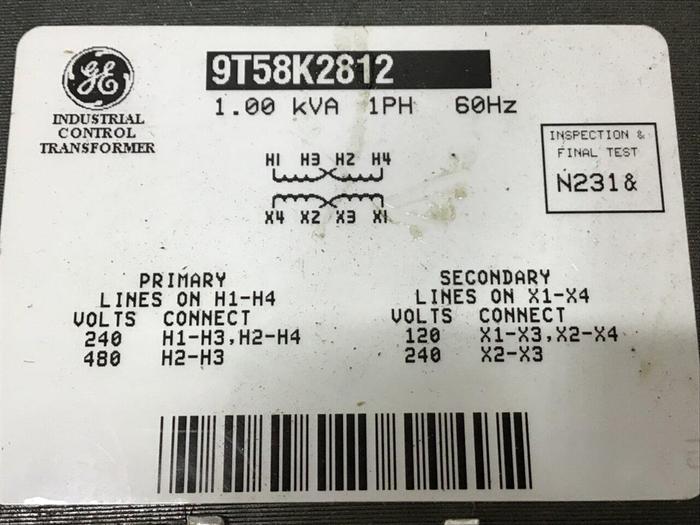 GE
INDUSTRIAL
CONTROL
TRANSFORMER
9T58K2812
1.00 kVA 1PH 60Hz
INSPECTION &
FINAL TEST
N231&
H1 H3 H2 H4
X4 X2 X3 X1
PRIMARY
LINES ON H1-H4
VOLTS CONNECT
240 H1-H3,H2-H4
480 H2-H3
SECONDARY
LINES ON X1-X4
VOLTS CONNECT
120 X1-X3,X2-X4
240 X2-X3